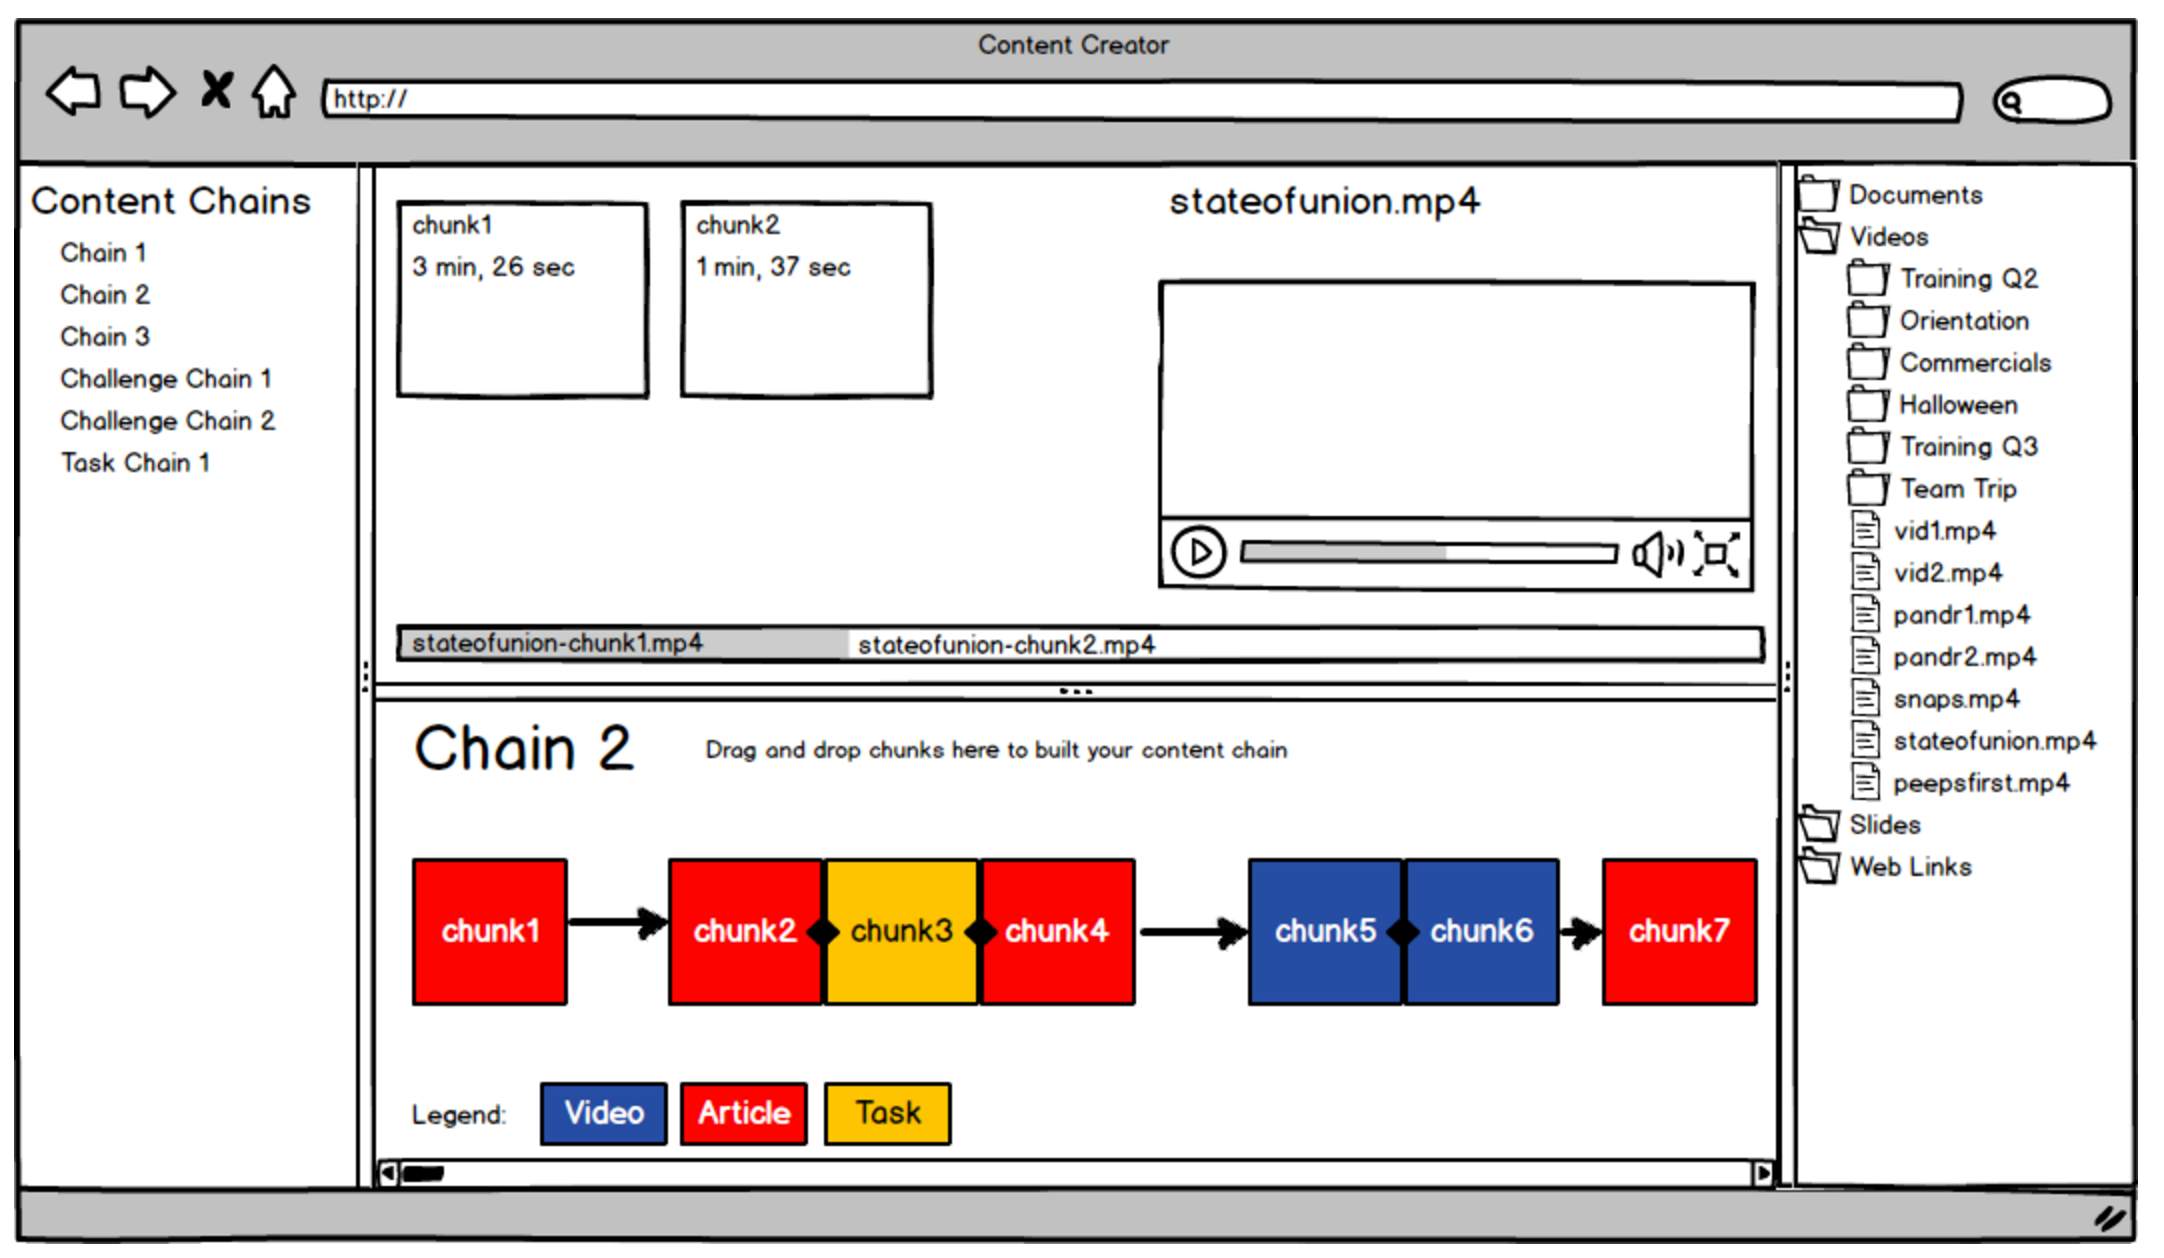 Content Creator
http://
Content Chains
Chain 1
Chain 2
Chain 3
Challenge Chain 1
Challenge Chain 2
Task Chain 1
chunk1
3 min, 26 sec
chunk2
1 min, 37 sec
stateofunion.mp4
stateofunion-chunk1.mp4
stateofunion-chunk2.mp4
Chain 2
Drag and drop chunks here to built your content chain
chunk1
chunk2
chunk3
chunk4
chunk5
chunk6
chunk7
Legend:
Video
Article
Task
Documents
Videos
Training Q2
Orientation
Commercials
Halloween
Training Q3
Team Trip
vid1.mp4
vid2.mp4
pandr1.mp4
pandr2.mp4
snaps.mp4
stateofunion.mp4
peepsfirst.mp4
Slides
Web Links